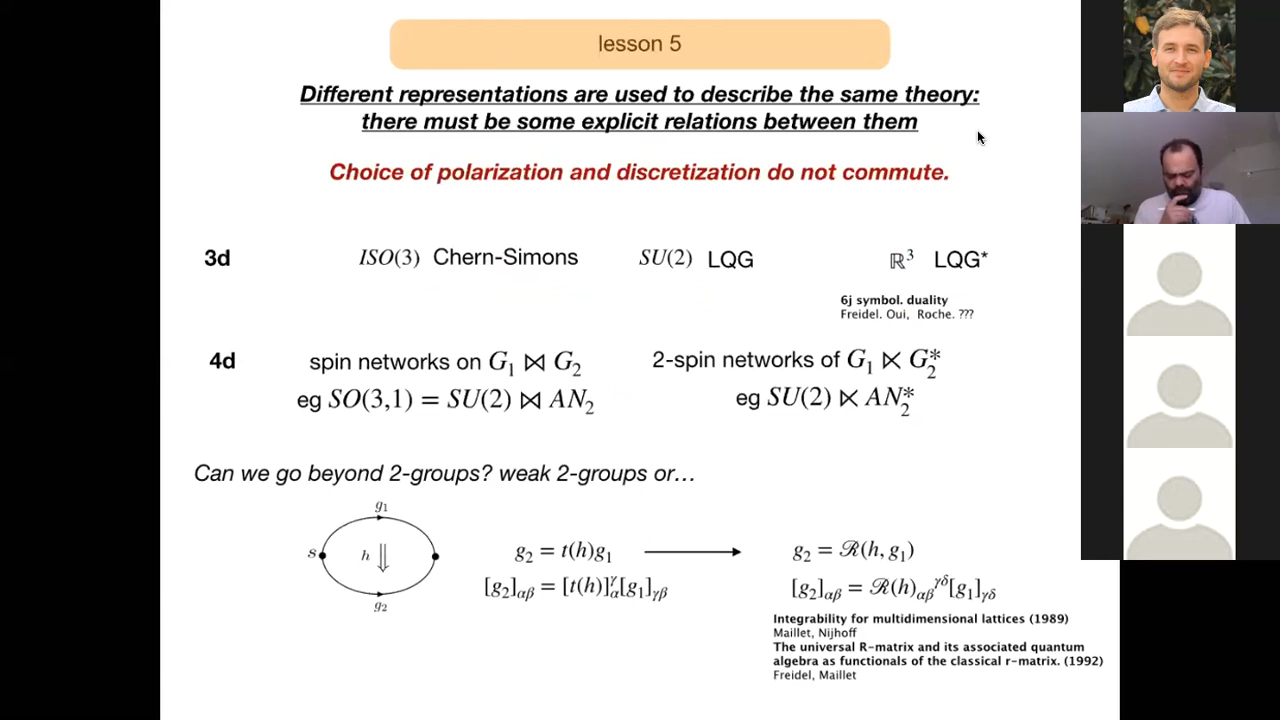 lesson 5
Different representations are used to describe the same theory:
there must be some explicit relations between them
Choice of polarization and discretization do not commute.
3d ISO(3) Chern-Simons SU(2) LQG ℝ³ LQG*
6j symbol. duality
Freidel. Oui, Roche. ???
4d spin networks on G₁ ⋈ G₂ 2-spin networks of G₁ ⋉ G₂*
eg SO(3,1) = SU(2) ⋈ AN₂ eg SU(2) ⋉ AN₂*
Can we go beyond 2-groups? weak 2-groups or…
g₁
s h ⇓
g₂
g₂ = t(h)g₁ ⟶ g₂ = ℛ(h, g₁)
[g₂]_{αβ} = [t(h)]_α^γ[g₁]_{γβ} [g₂]_{αβ} = ℛ(h)_{αβ}^{γδ}[g₁]_{γδ}
Integrability for multidimensional lattices (1989)
Maillet, Nijhoff
The universal R-matrix and its associated quantum
algebra as functionals of the classical r-matrix. (1992)
Freidel, Maillet